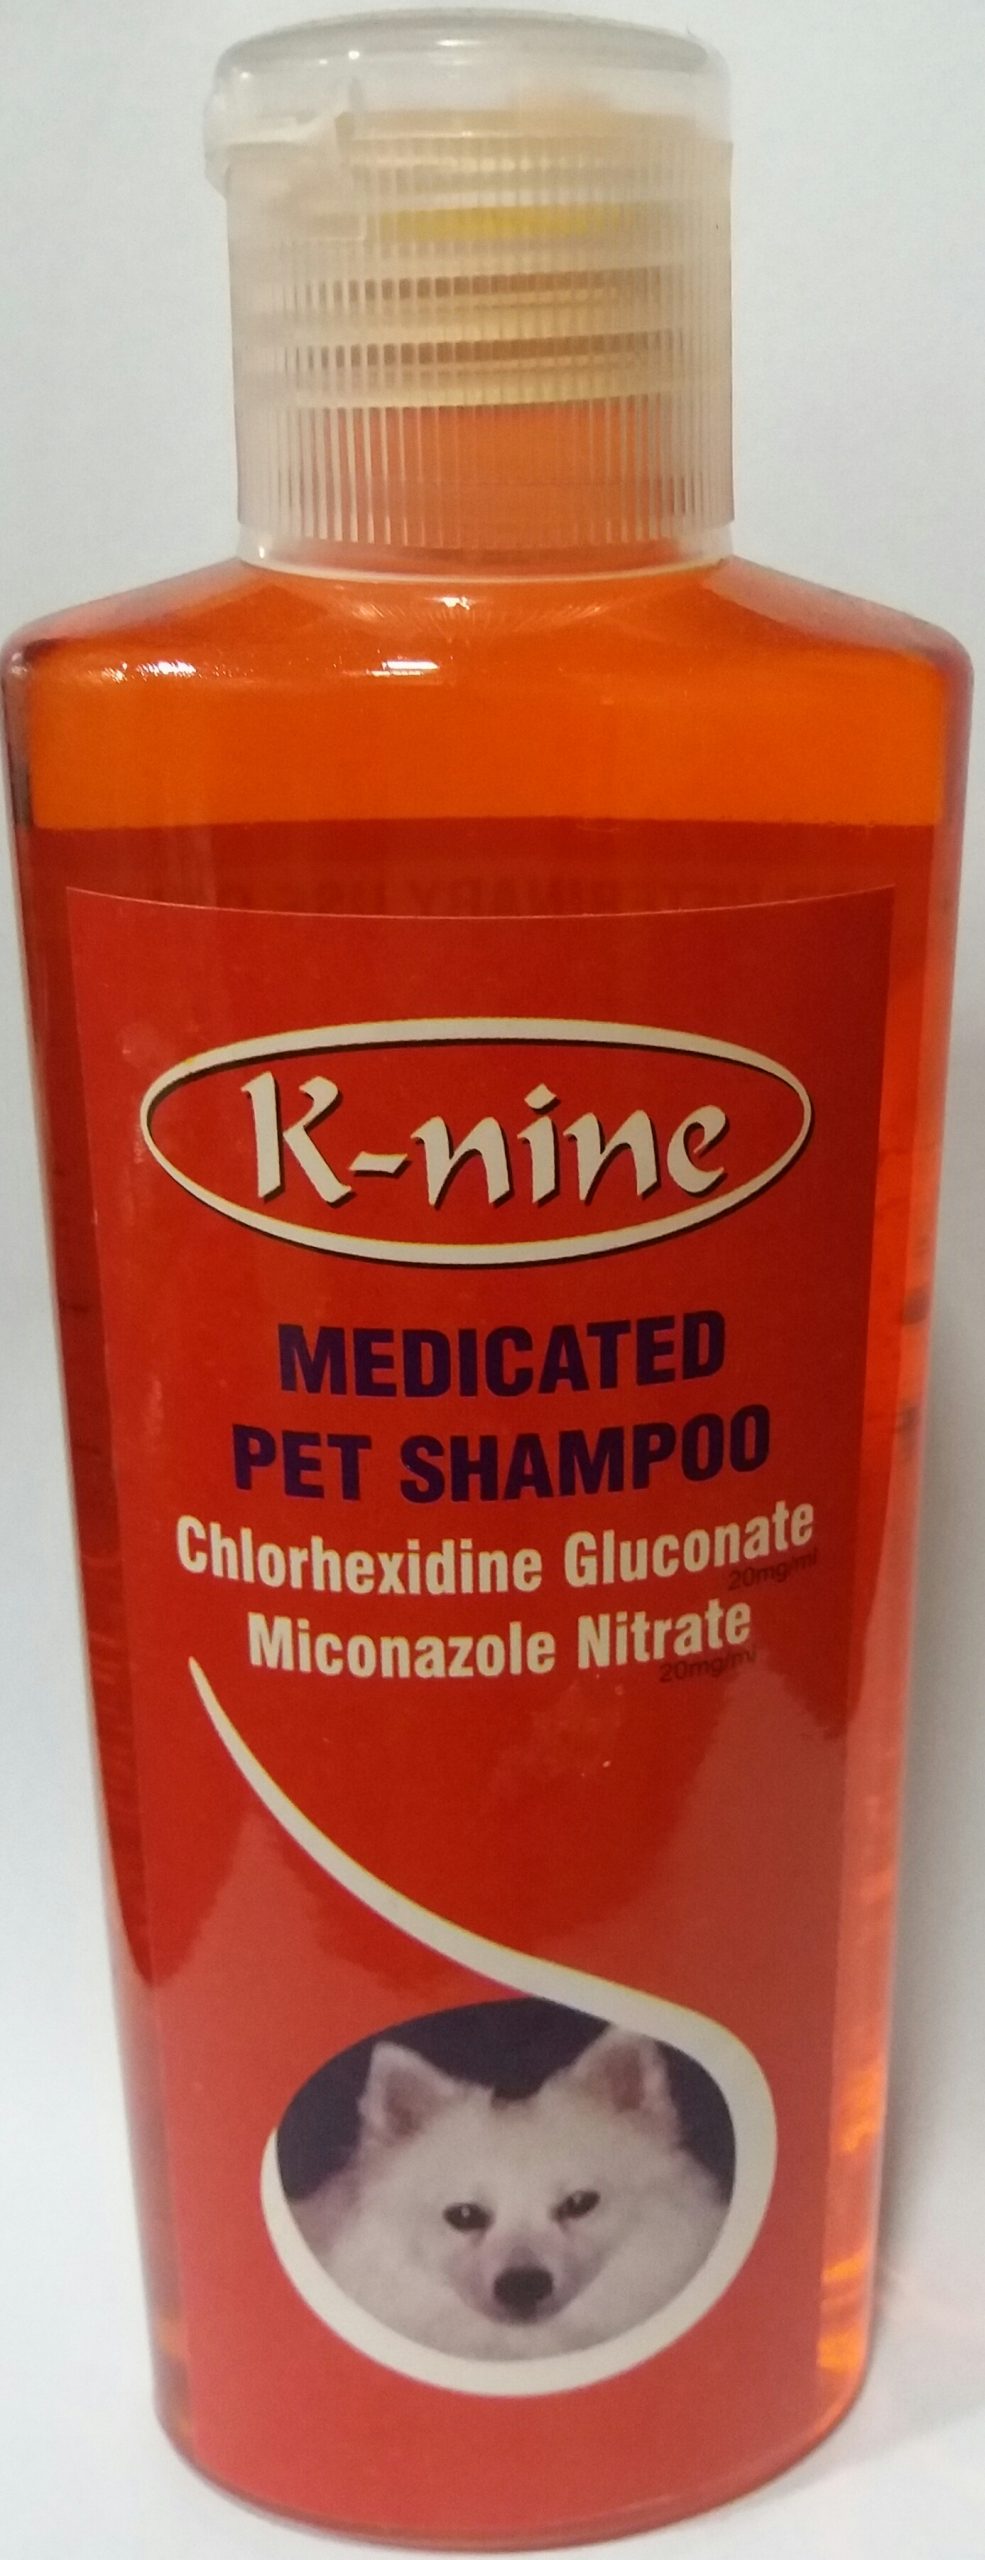 K-nine
MEDICATED
PET SHAMPOO
Chlorhexidine Gluconate
20mg/ml
Miconazole Nitrate
20mg/ml